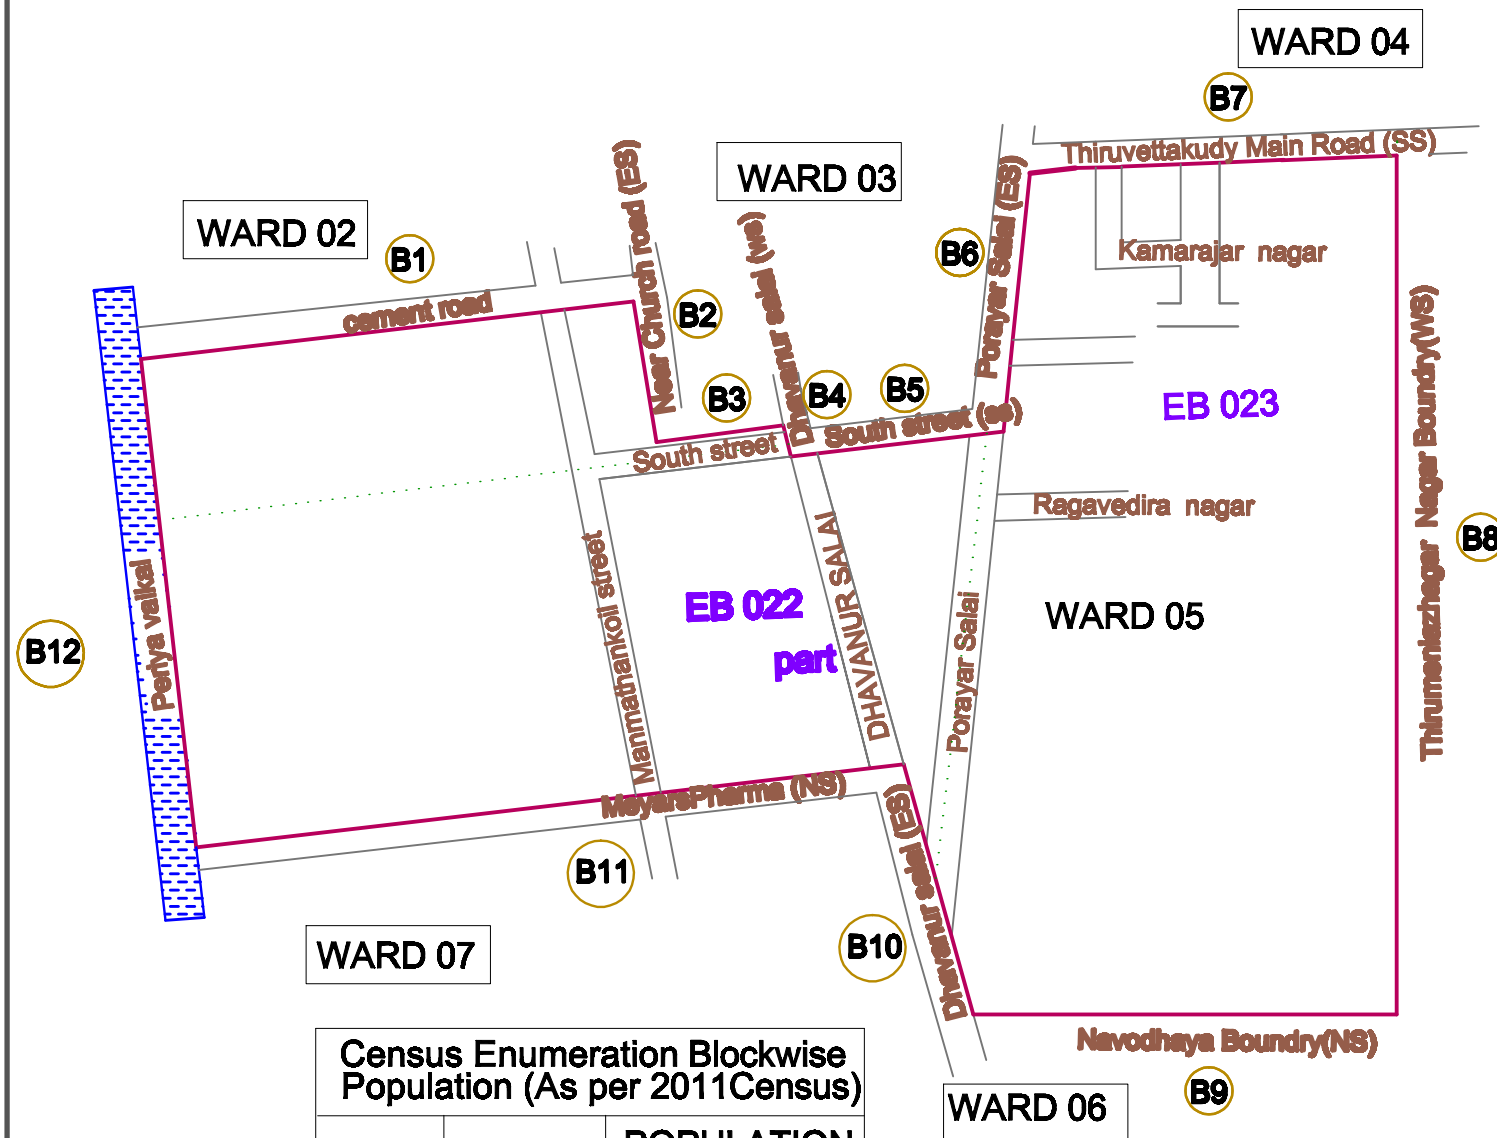 WARD 04
B7
Thiruvettakudy Main Road (SS)
WARD 03
Near Church road (ES)
Porayar Salai (ES)
WARD 02
B1
Dhavanur salai (ws)
B6
Kamarajar nagar
cement road
B2
Thirumenlazhagar Nagar Boundry(WS)
B3
B4
B5
EB 023
South street (ss)
South street
Ragavedira nagar
B8
Manmathankoil street
DHAVANUR SALAI
Periya vaikal
EB 022
part
Porayar Salai
WARD 05
B12
MeyarsPharma (NS)
B11
Dhavanur salai (ES)
B10
WARD 07
Navodhaya Boundry(NS)
B9
WARD 06
Census Enumeration Blockwise
Population (As per 2011Census)
POPULATION